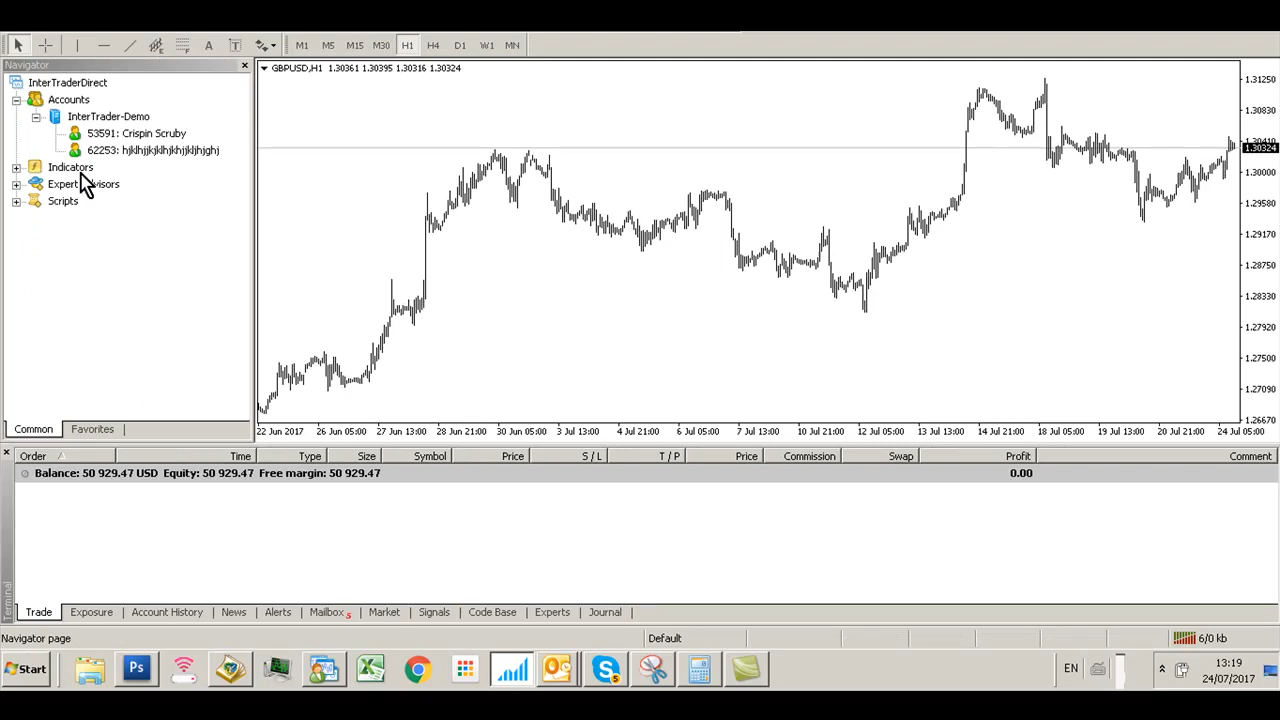 M1 M5 M15 M30 H1 H4 D1 W1 MN
Navigator
InterTraderDirect
Accounts
InterTrader-Demo
53591: Crispin Scruby
62253: hjklhjjkjklhjkhjjkljhjghj
Indicators
Scripts
Common Favorites
GBPUSD,H1 1.30361 1.30395 1.30316 1.30324
1.31250
1.30830
1.30324
1.30000
1.29580
1.29170
1.28750
1.28330
1.27920
1.27500
1.27090
1.26670
22 Jun 2017 26 Jun 05:00 27 Jun 13:00 28 Jun 21:00 30 Jun 05:00 3 Jul 13:00 4 Jul 21:00 6 Jul 05:00 7 Jul 13:00 10 Jul 21:00 12 Jul 05:00 13 Jul 13:00 14 Jul 21:00 18 Jul 05:00 19 Jul 13:00 20 Jul 21:00 24 Jul 05:00
Order Time Type Size Symbol Price S / L T / P Price Commission Swap Profit Comment
Balance: 50 929.47 USD Equity: 50 929.47 Free margin: 50 929.47 0.00
Terminal
Trade Exposure Account History News Alerts Mailbox 5 Market Signals Code Base Experts Journal
Navigator page Default 6/0 kb
Start Ps EN 13:19
24/07/2017